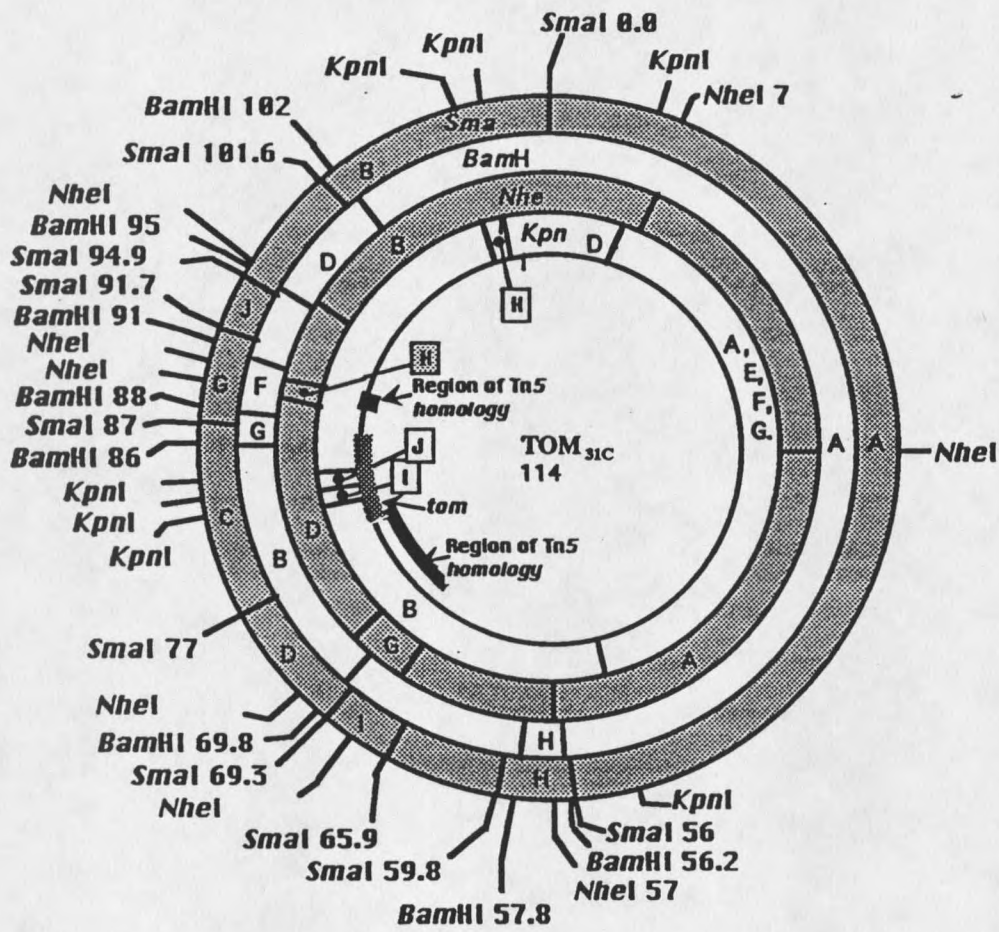 SmaI 0.0
KpnI
KpnI
KpnI
NheI 7
BamHI 102
SmaI 101.6
NheI
BamHI 95
SmaI 94.9
SmaI 91.7
BamHI 91
NheI
NheI
BamHI 88
SmaI 87
BamHI 86
KpnI
KpnI
KpnI
SmaI 77
NheI
BamHI 69.8
SmaI 69.3
NheI
SmaI 65.9
SmaI 59.8
BamHI 57.8
NheI 57
BamHI 56.2
SmaI 56
KpnI
NheI
Sma
B
BamH
Nhe
B
Kpn
D
I
H
D
J
G
F
G
H
Region of Tn5
homology
A,
E,
F,
G.
A
A
TOM31C
114
J
I
tom
Region of Tn5
homology
C
B
D
B
D
G
I
A
H
H